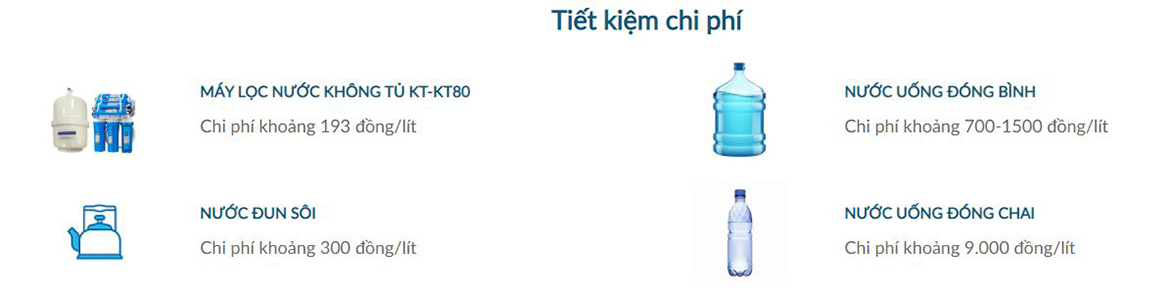 Tiết kiệm chi phí
MÁY LỌC NƯỚC KHÔNG TỦ KT-KT80
Chi phí khoảng 193 đồng/lít
NƯỚC UỐNG ĐÓNG BÌNH
Chi phí khoảng 700-1500 đồng/lít
NƯỚC ĐUN SÔI
Chi phí khoảng 300 đồng/lít
NƯỚC UỐNG ĐÓNG CHAI
Chi phí khoảng 9.000 đồng/lít